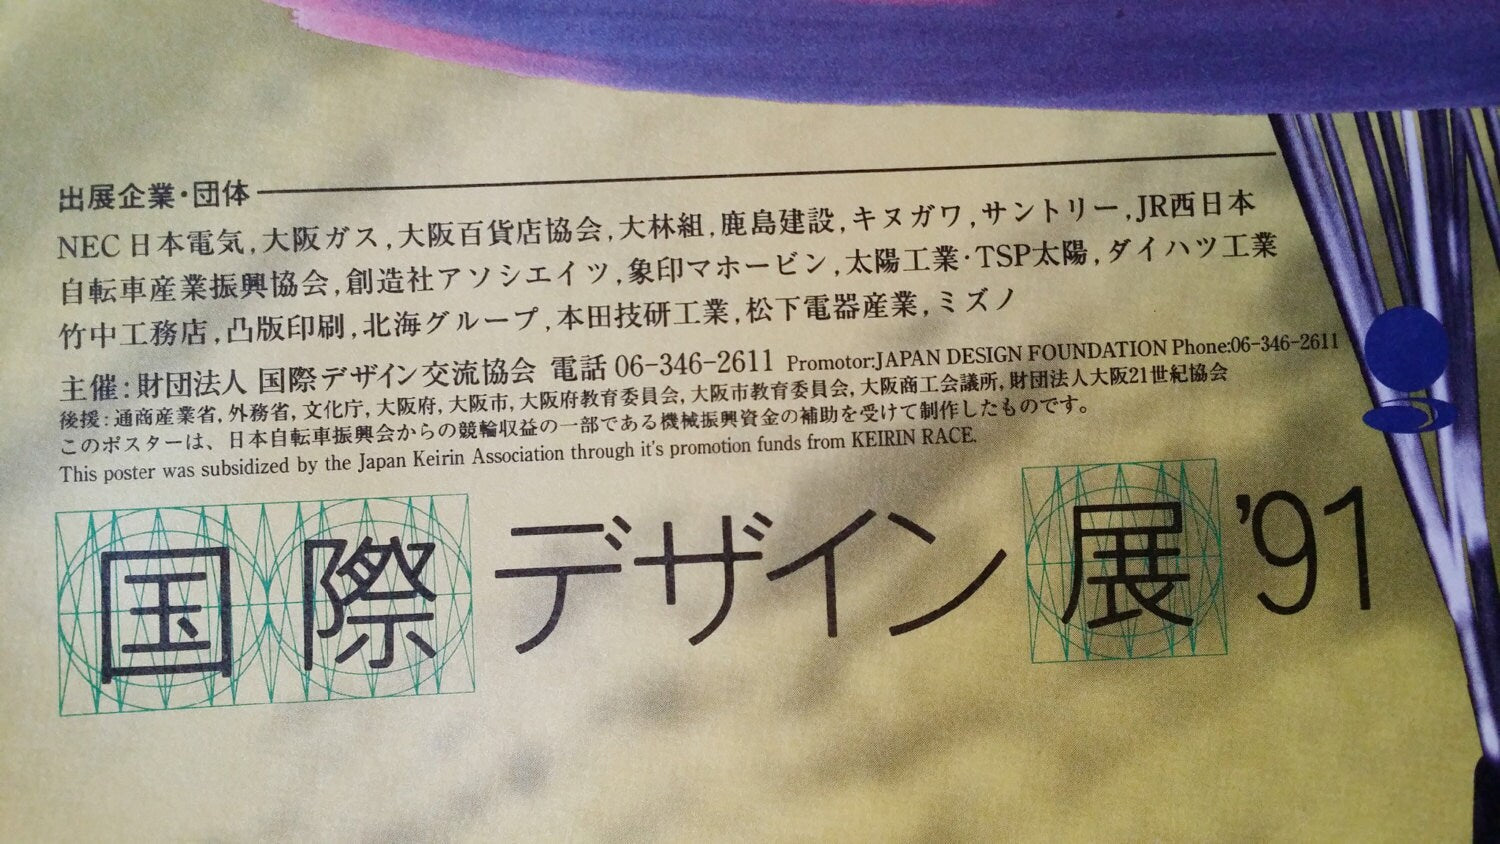 出展企業・団体
NEC日本電気,大阪ガス,大阪百貨店協会,大林組,鹿島建設,キヌガワ,サントリー,JR西日本
自転車産業振興協会,創造社アソシエイツ,象印マホービン,太陽工業・TSP太陽,ダイハツ工業
竹中工務店,凸版印刷,北海グループ,本田技研工業,松下電器産業,ミズノ
主催:財団法人 国際デザイン交流協会 電話 06-346-2611 Promotor:JAPAN DESIGN FOUNDATION Phone:06-346-2611
後援:通商産業省,外務省,文化庁,大阪府,大阪市,大阪府教育委員会,大阪市教育委員会,大阪商工会議所,財団法人大阪21世紀協会
このポスターは、日本自転車振興会からの競輪収益の一部である機械振興資金の補助を受けて制作したものです。
This poster was subsidized by the Japan Keirin Association through it's promotion funds from KEIRIN RACE.
国際デザイン展'91